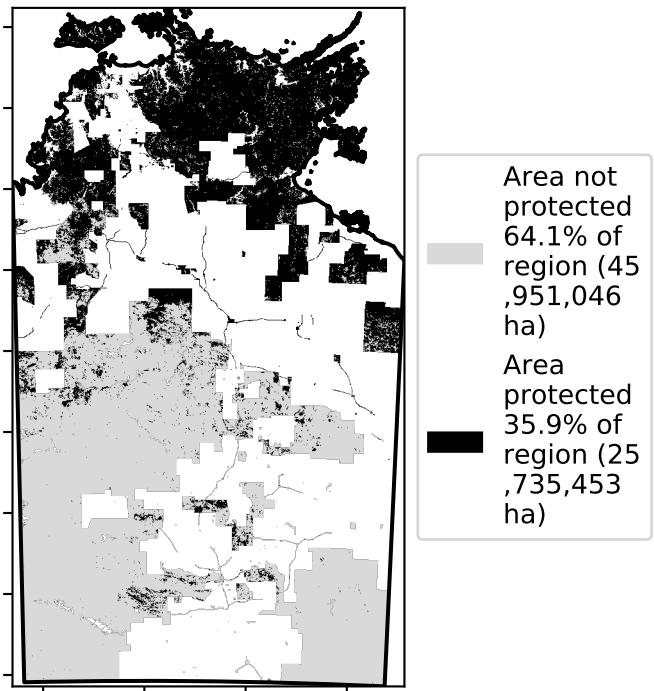 Area not
protected
64.1% of
region (45
,951,046
ha)
Area
protected
35.9% of
region (25
,735,453
ha)